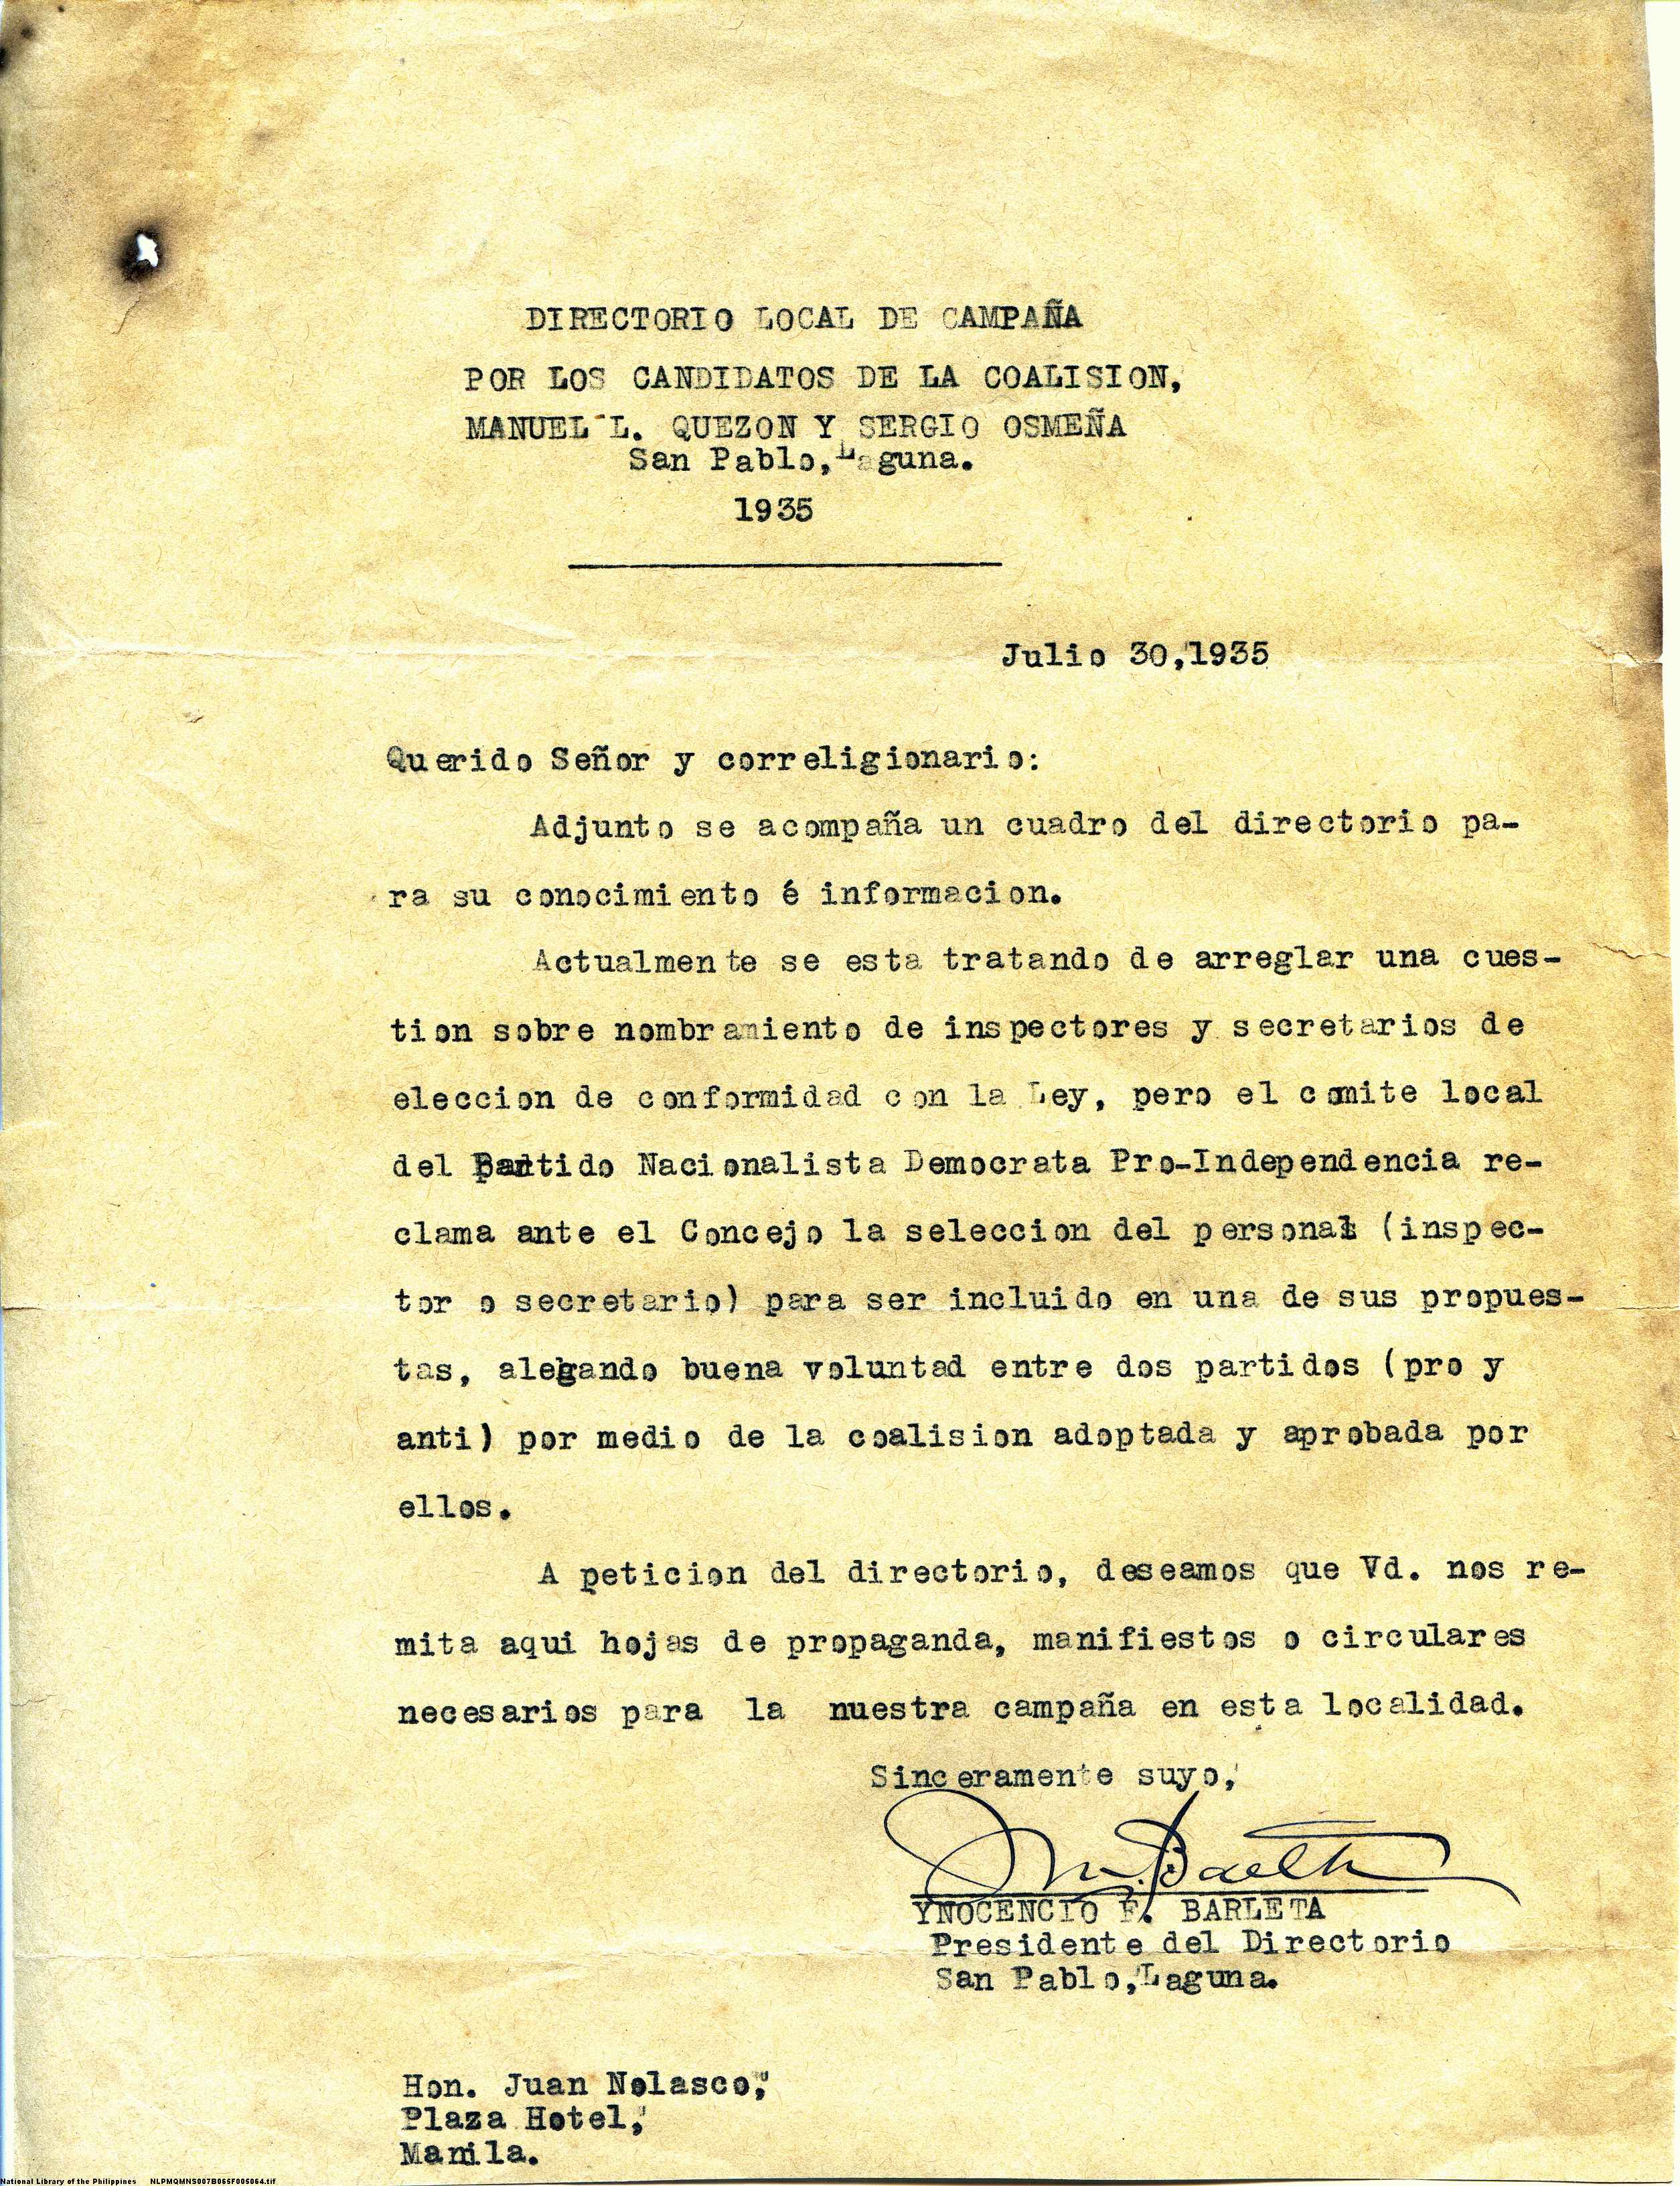 DIRECTORIO LOCAL DE CAMPAÑA
POR LOS CANDIDATOS DE LA COALISION,
MANUEL L. QUEZON Y SERGIO OSMEÑA
San Pablo, Laguna.
1935
Julio 30,1935
Querido Señor y correligionario:
Adjunto se acompaña un cuadro del directorio pa-
ra su conocimiento é informacion.
Actualmente se esta tratando de arreglar una cues-
tion sobre nombramiento de inspectores y secretarios de
eleccion de conformidad con la Ley, pero el comite local
del Partido Nacionalista Democrata Pro-Independencia re-
clama ante el Concejo la seleccion del personal (inspec-
tor o secretario) para ser incluido en una de sus propues-
tas, alegando buena voluntad entre dos partidos (pro y
anti) por medio de la coalision adoptada y aprobada por
ellos.
A peticion del directorio, deseamos que Vd. nos re-
mita aqui hojas de propaganda, manifiestos o circulares
necesarios para la nuestra campaña en esta localidad.
Sinceramente suyo,
YNOCENCIO F. BARLETA
Presidente del Directorio
San Pablo, Laguna.
Hon. Juan Nolasco,
Plaza Hotel,
Manila.
National Library of the Philippines NLPMQMNS007B066F005064.tif